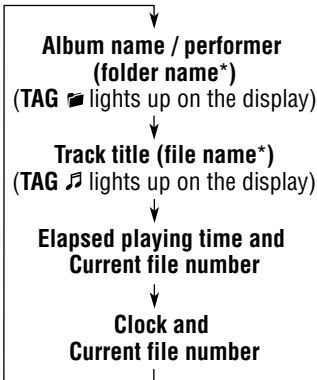 Album name / performer
(folder name*)
(TAG lights up on the display)
Track title (file name*)
(TAG lights up on the display)
Elapsed playing time and
Current file number
Clock and
Current file number